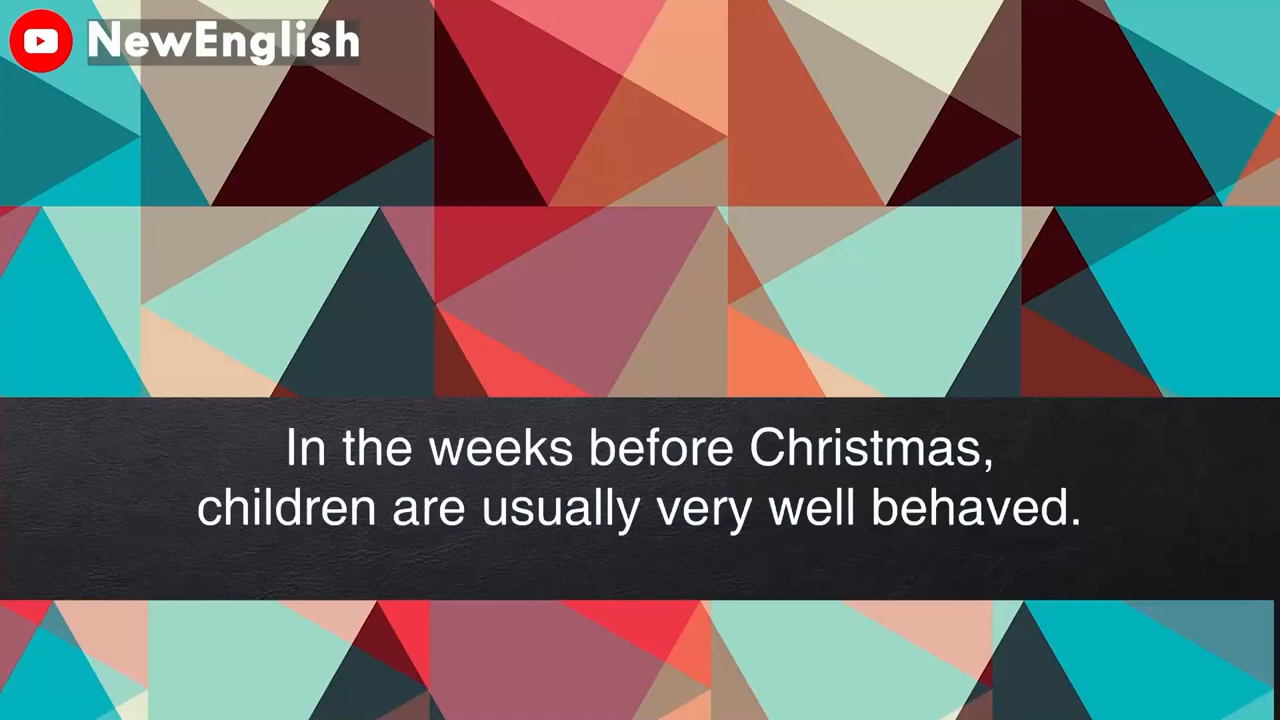 NewEnglish
In the weeks before Christmas,
children are usually very well behaved.